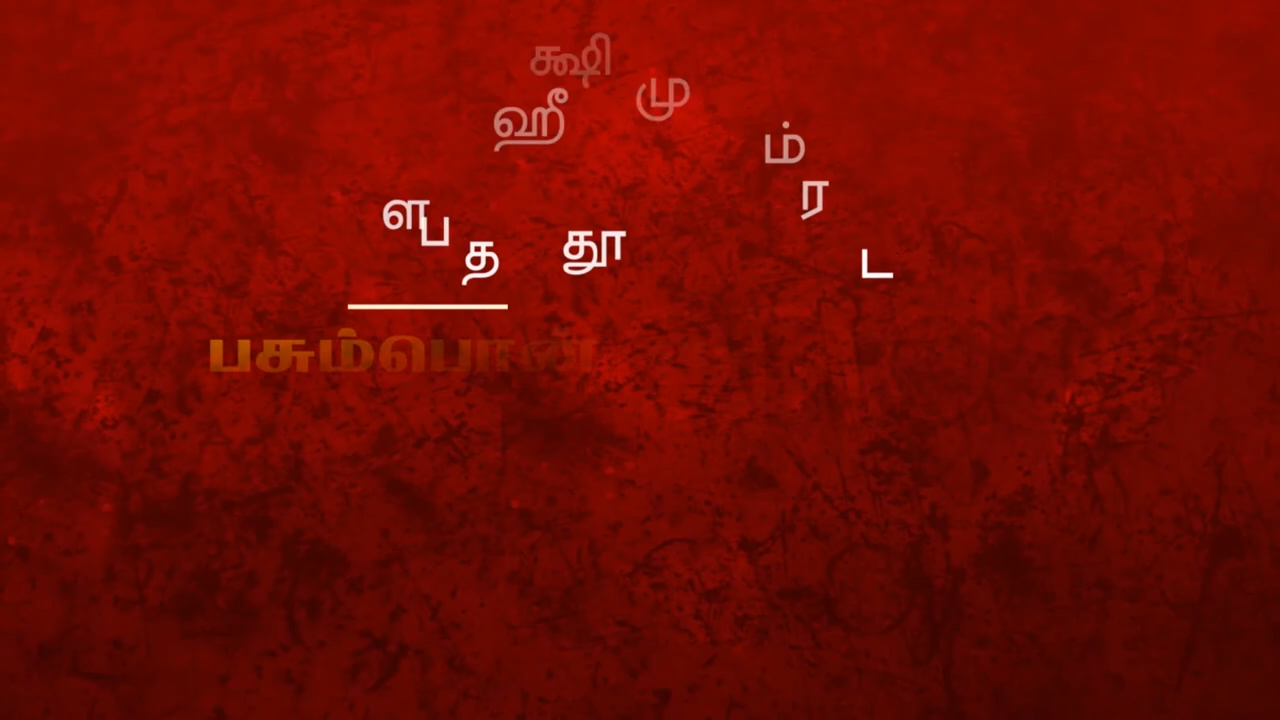 க்ஷி
மு
ஹீ
ம்
ர
ள
ப
த
தூ
ட
பசும்பொன்